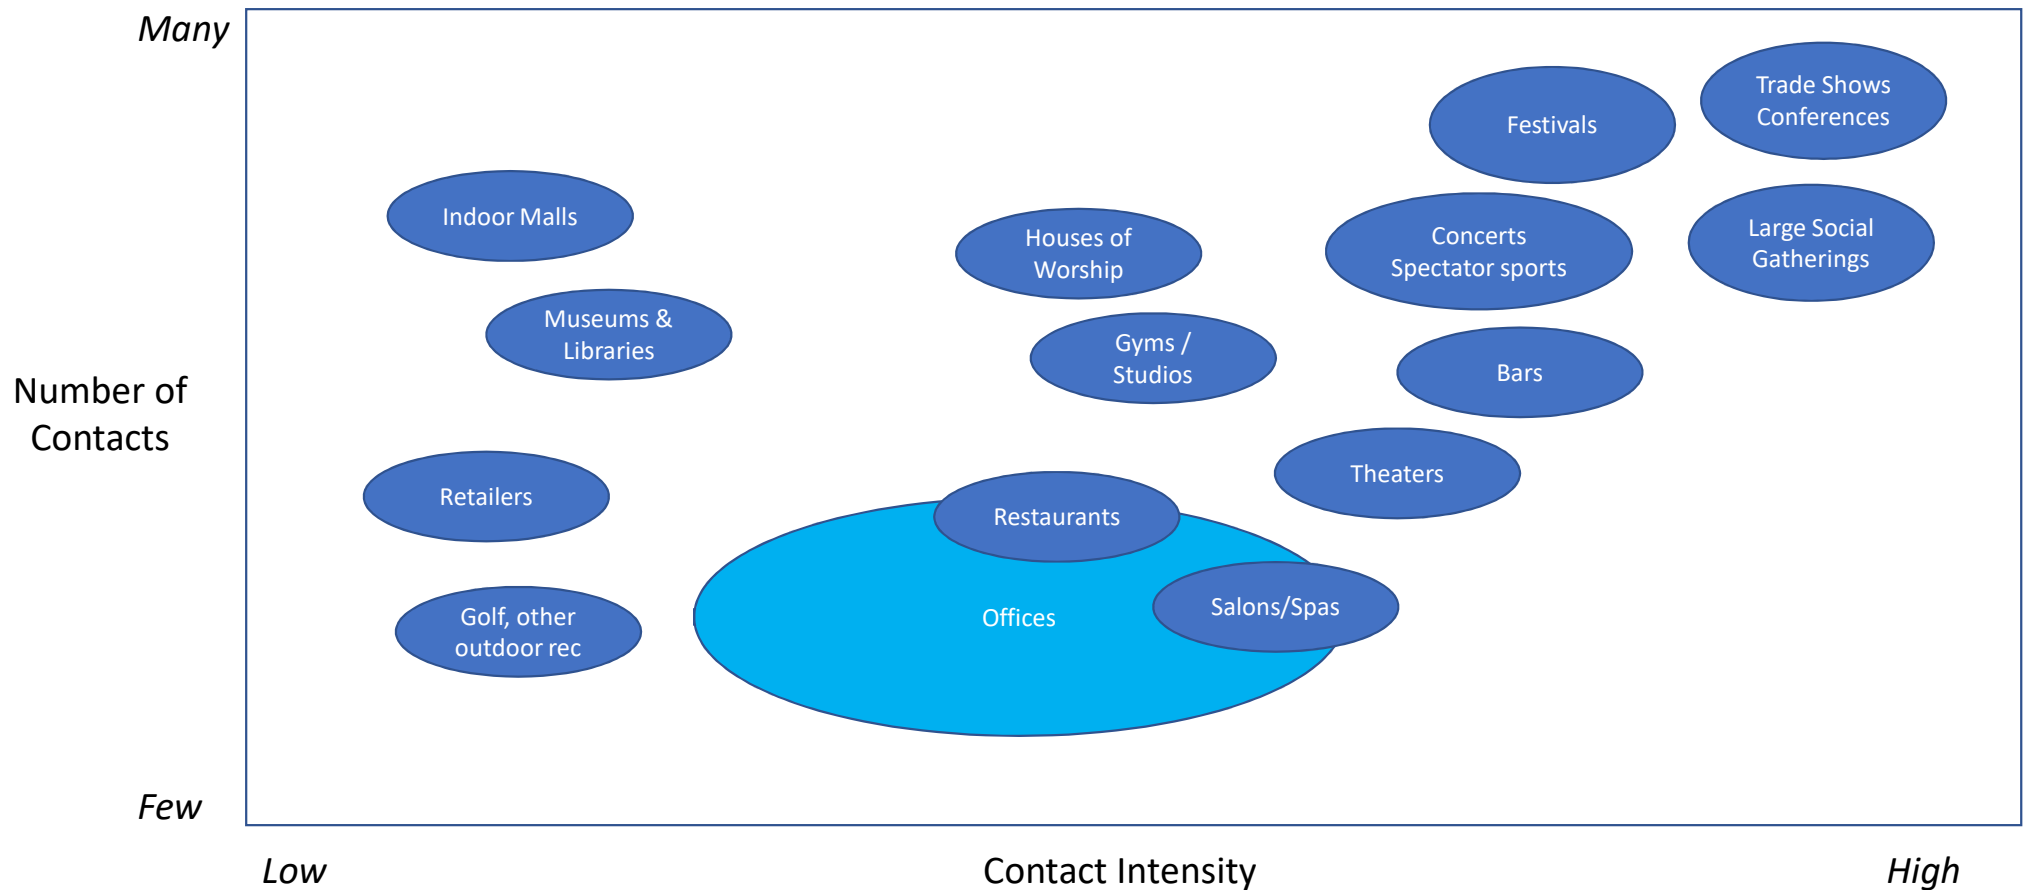 Many
Trade Shows
Conferences
Festivals
Indoor Malls
Houses of
Worship
Concerts
Spectator sports
Large Social
Gatherings
Museums &
Libraries
Gyms /
Studios
Bars
Number of
Contacts
Theaters
Retailers
Restaurants
Golf, other
outdoor rec
Offices
Salons/Spas
Few
Low
Contact Intensity
High